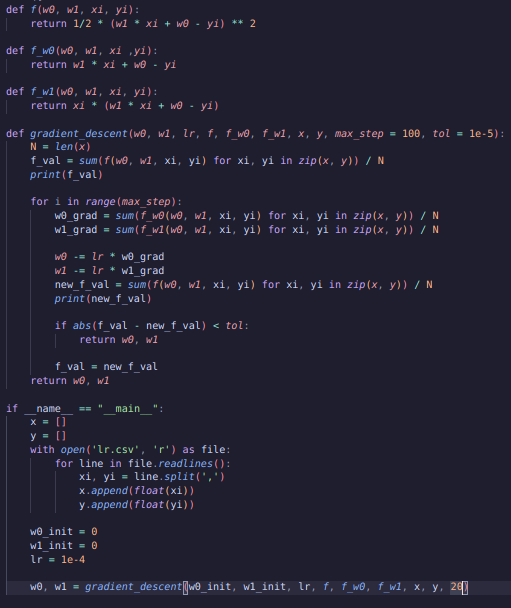 def f(w0, w1, xi, yi):
    return 1/2 * (w1 * xi + w0 - yi) ** 2

def f_w0(w0, w1, xi ,yi):
    return w1 * xi + w0 - yi

def f_w1(w0, w1, xi, yi):
    return xi * (w1 * xi + w0 - yi)

def gradient_descent(w0, w1, lr, f, f_w0, f_w1, x, y, max_step = 100, tol = 1e-5):
    N = len(x)
    f_val = sum(f(w0, w1, xi, yi) for xi, yi in zip(x, y)) / N
    print(f_val)

    for i in range(max_step):
        w0_grad = sum(f_w0(w0, w1, xi, yi) for xi, yi in zip(x, y)) / N
        w1_grad = sum(f_w1(w0, w1, xi, yi) for xi, yi in zip(x, y)) / N

        w0 -= lr * w0_grad
        w1 -= lr * w1_grad
        new_f_val = sum(f(w0, w1, xi, yi) for xi, yi in zip(x, y)) / N
        print(new_f_val)

        if abs(f_val - new_f_val) < tol:
            return w0, w1

        f_val = new_f_val
    return w0, w1

if __name__ == "__main__":
    x = []
    y = []
    with open('lr.csv', 'r') as file:
        for line in file.readlines():
            xi, yi = line.split(',')
            x.append(float(xi))
            y.append(float(yi))

    w0_init = 0
    w1_init = 0
    lr = 1e-4

    w0, w1 = gradient_descent(w0_init, w1_init, lr, f, f_w0, f_w1, x, y, 20)